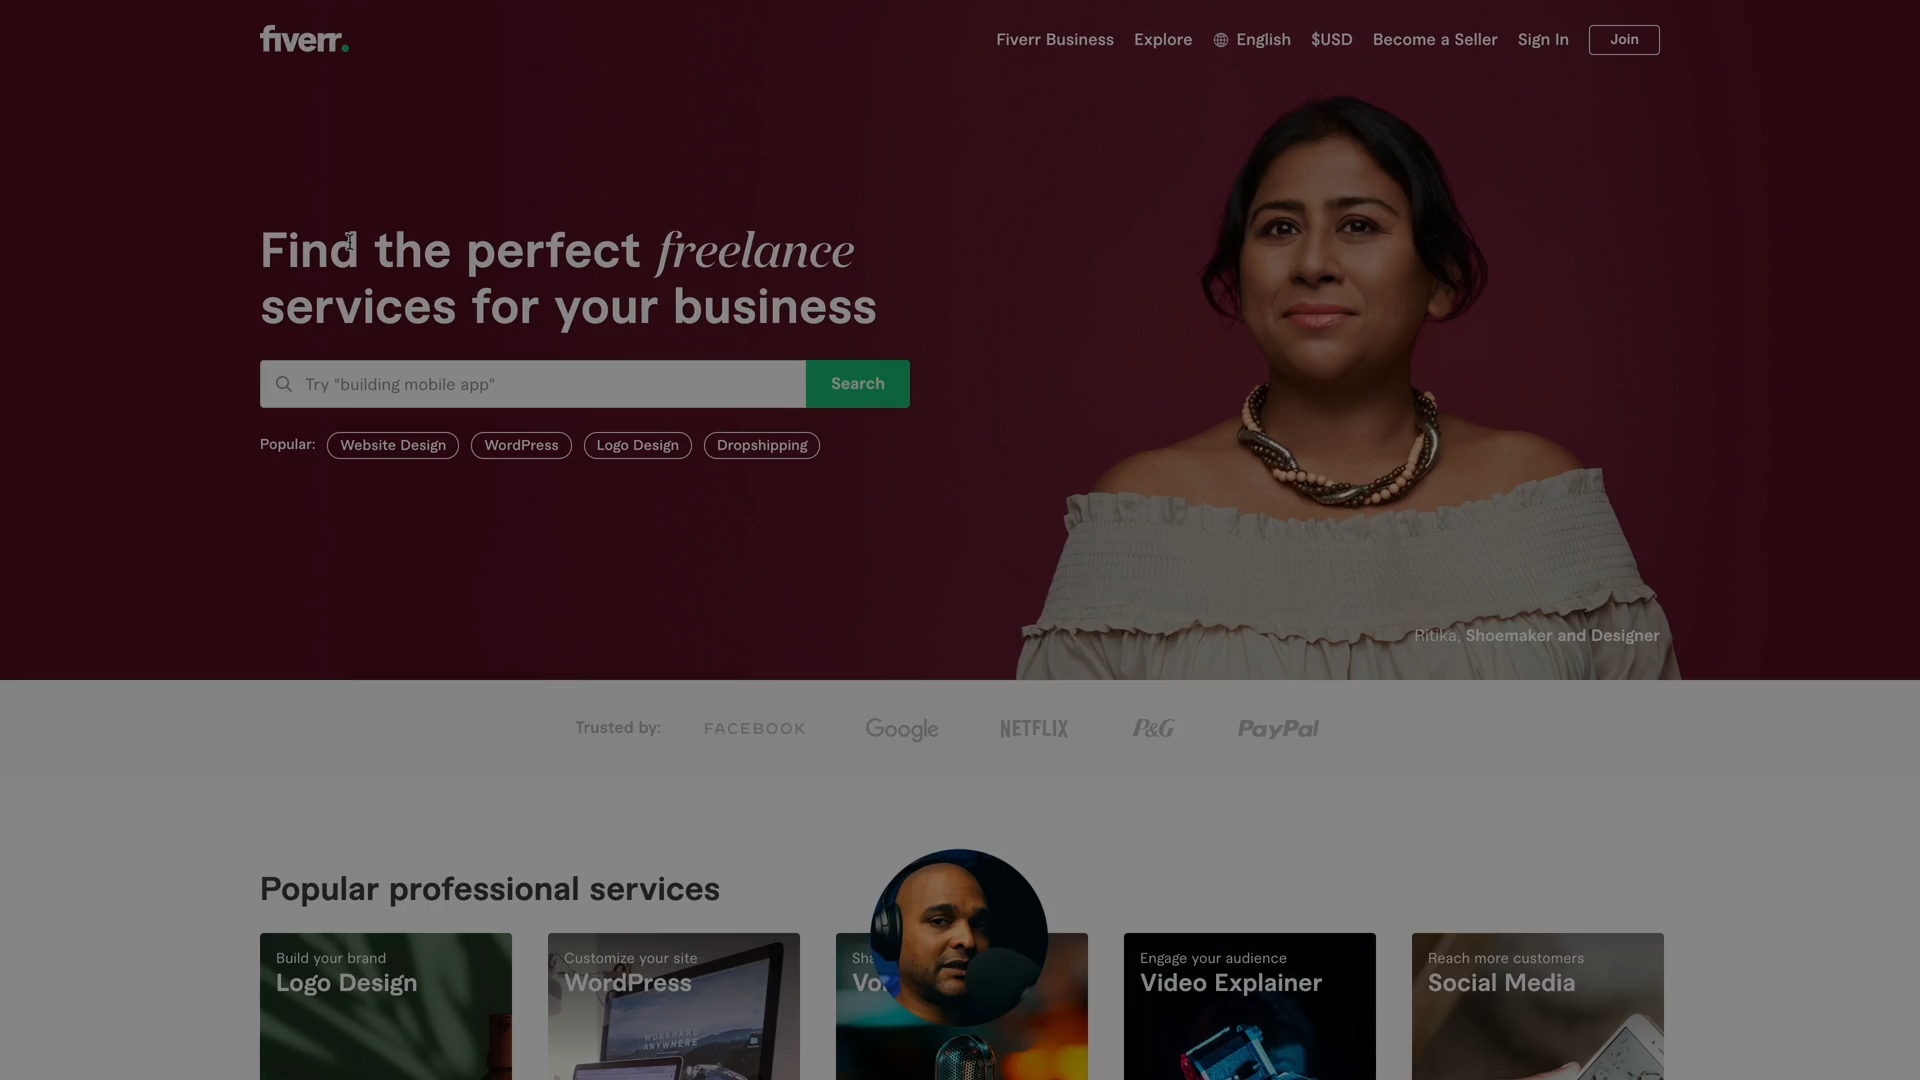 fiverr.
Fiverr Business Explore English $USD Become a Seller Sign In Join
Find the perfect freelance
services for your business
Try "building mobile app" Search
Popular: Website Design WordPress Logo Design Dropshipping
Ritika, Shoemaker and Designer
Trusted by: FACEBOOK Google NETFLIX P&G PayPal
Popular professional services
Build your brand
Logo Design
Customize your site
WordPress
WORK HARD
ANYWHERE
Engage your audience
Video Explainer
Reach more customers
Social Media